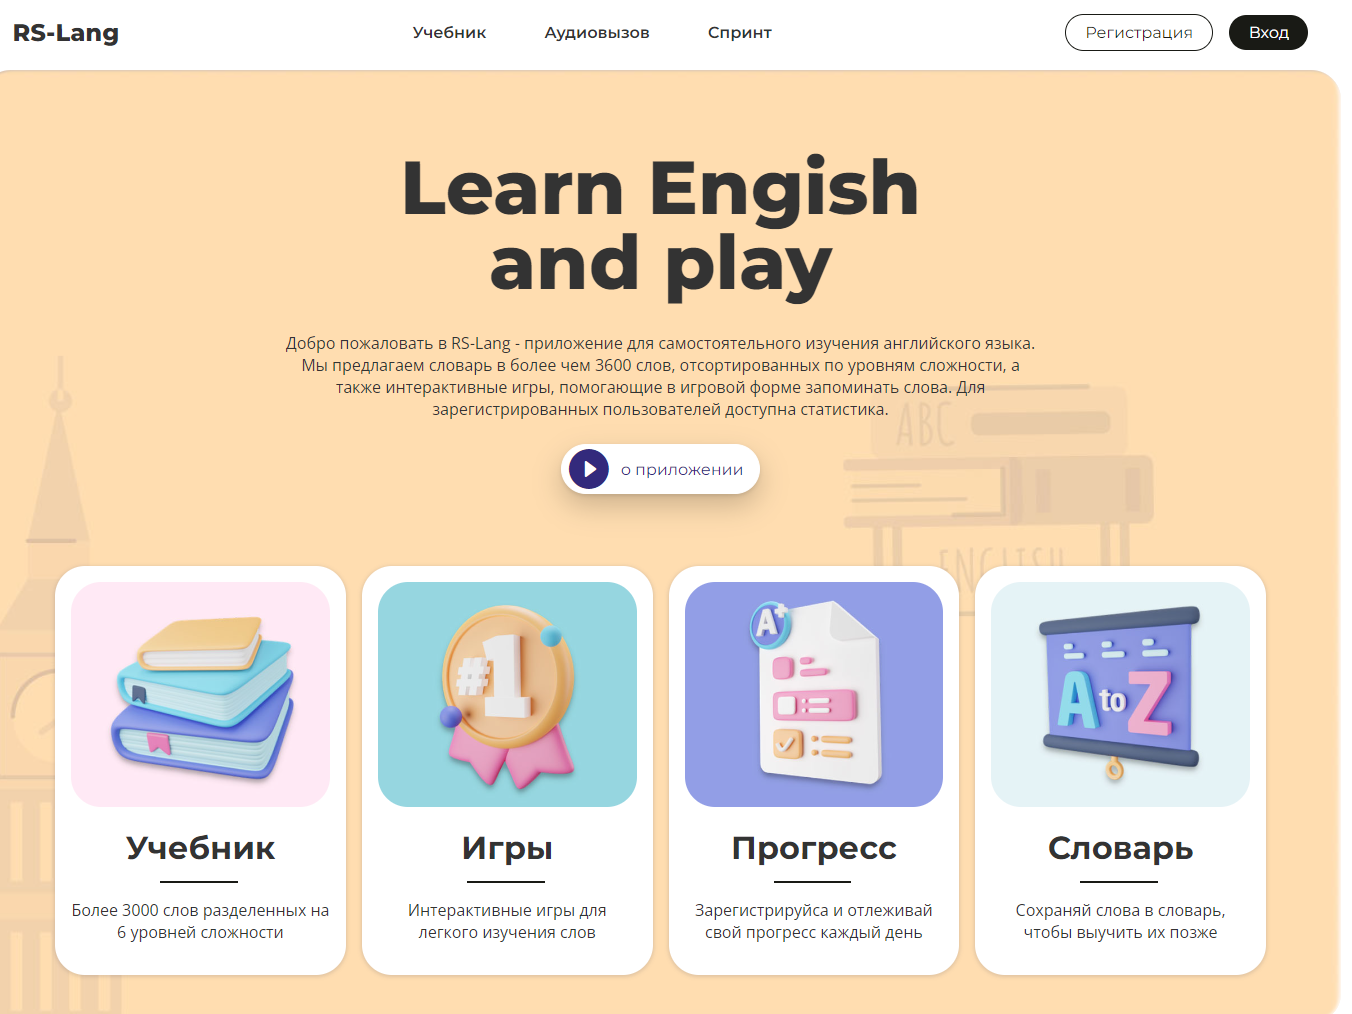 RS-Lang
Учебник
Аудиовызов
Спринт
Регистрация
Вход
Learn Engish
and play
Добро пожаловать в RS-Lang - приложение для самостоятельного изучения английского языка.
Мы предлагаем словарь в более чем 3600 слов, отсортированных по уровням сложности, а
также интерактивные игры, помогающие в игровой форме запоминать слова. Для
зарегистрированных пользователей доступна статистика.
ABC
о приложении
ENGLISH
#1
A+
A to Z
Учебник
Более 3000 слов разделенных на
6 уровней сложности
Игры
Интерактивные игры для
легкого изучения слов
Прогресс
Зарегистрируйса и отлеживай
свой прогресс каждый день
Словарь
Сохраняй слова в словарь,
чтобы выучить их позже